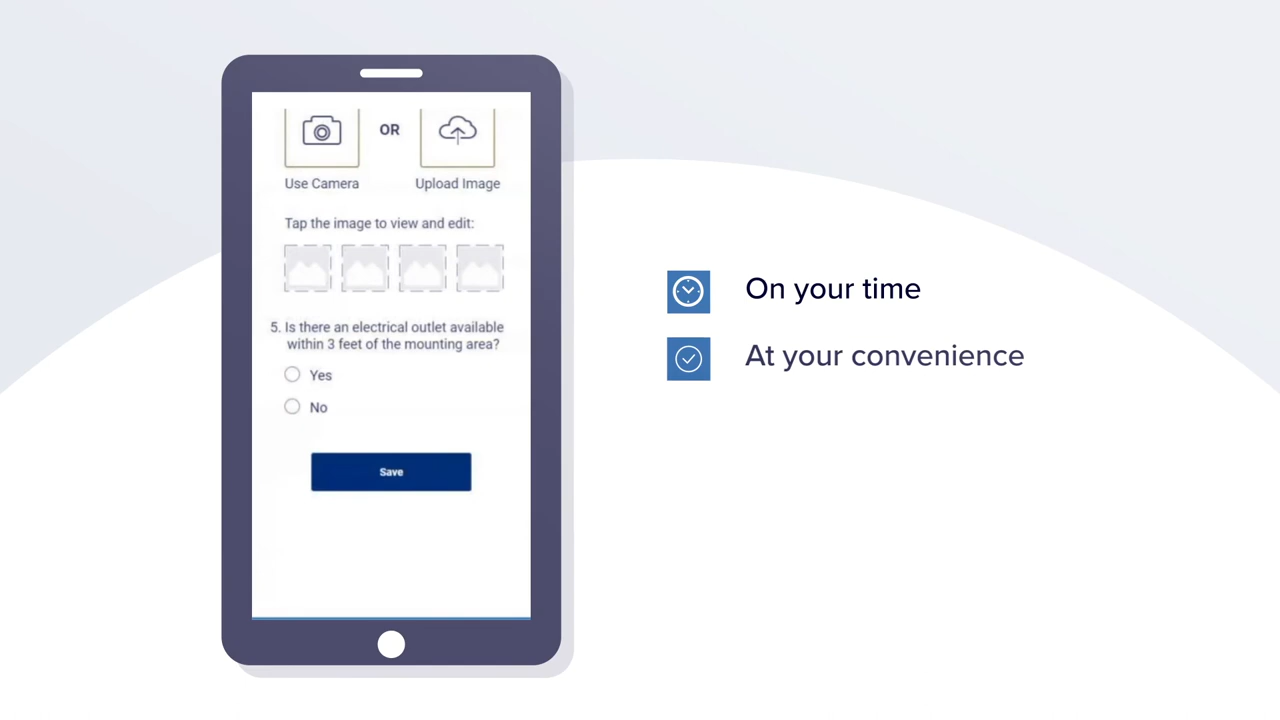 OR
Use Camera
Upload Image
Tap the image to view and edit:
5. Is there an electrical outlet available
within 3 feet of the mounting area?
Yes
No
Save
On your time
At your convenience